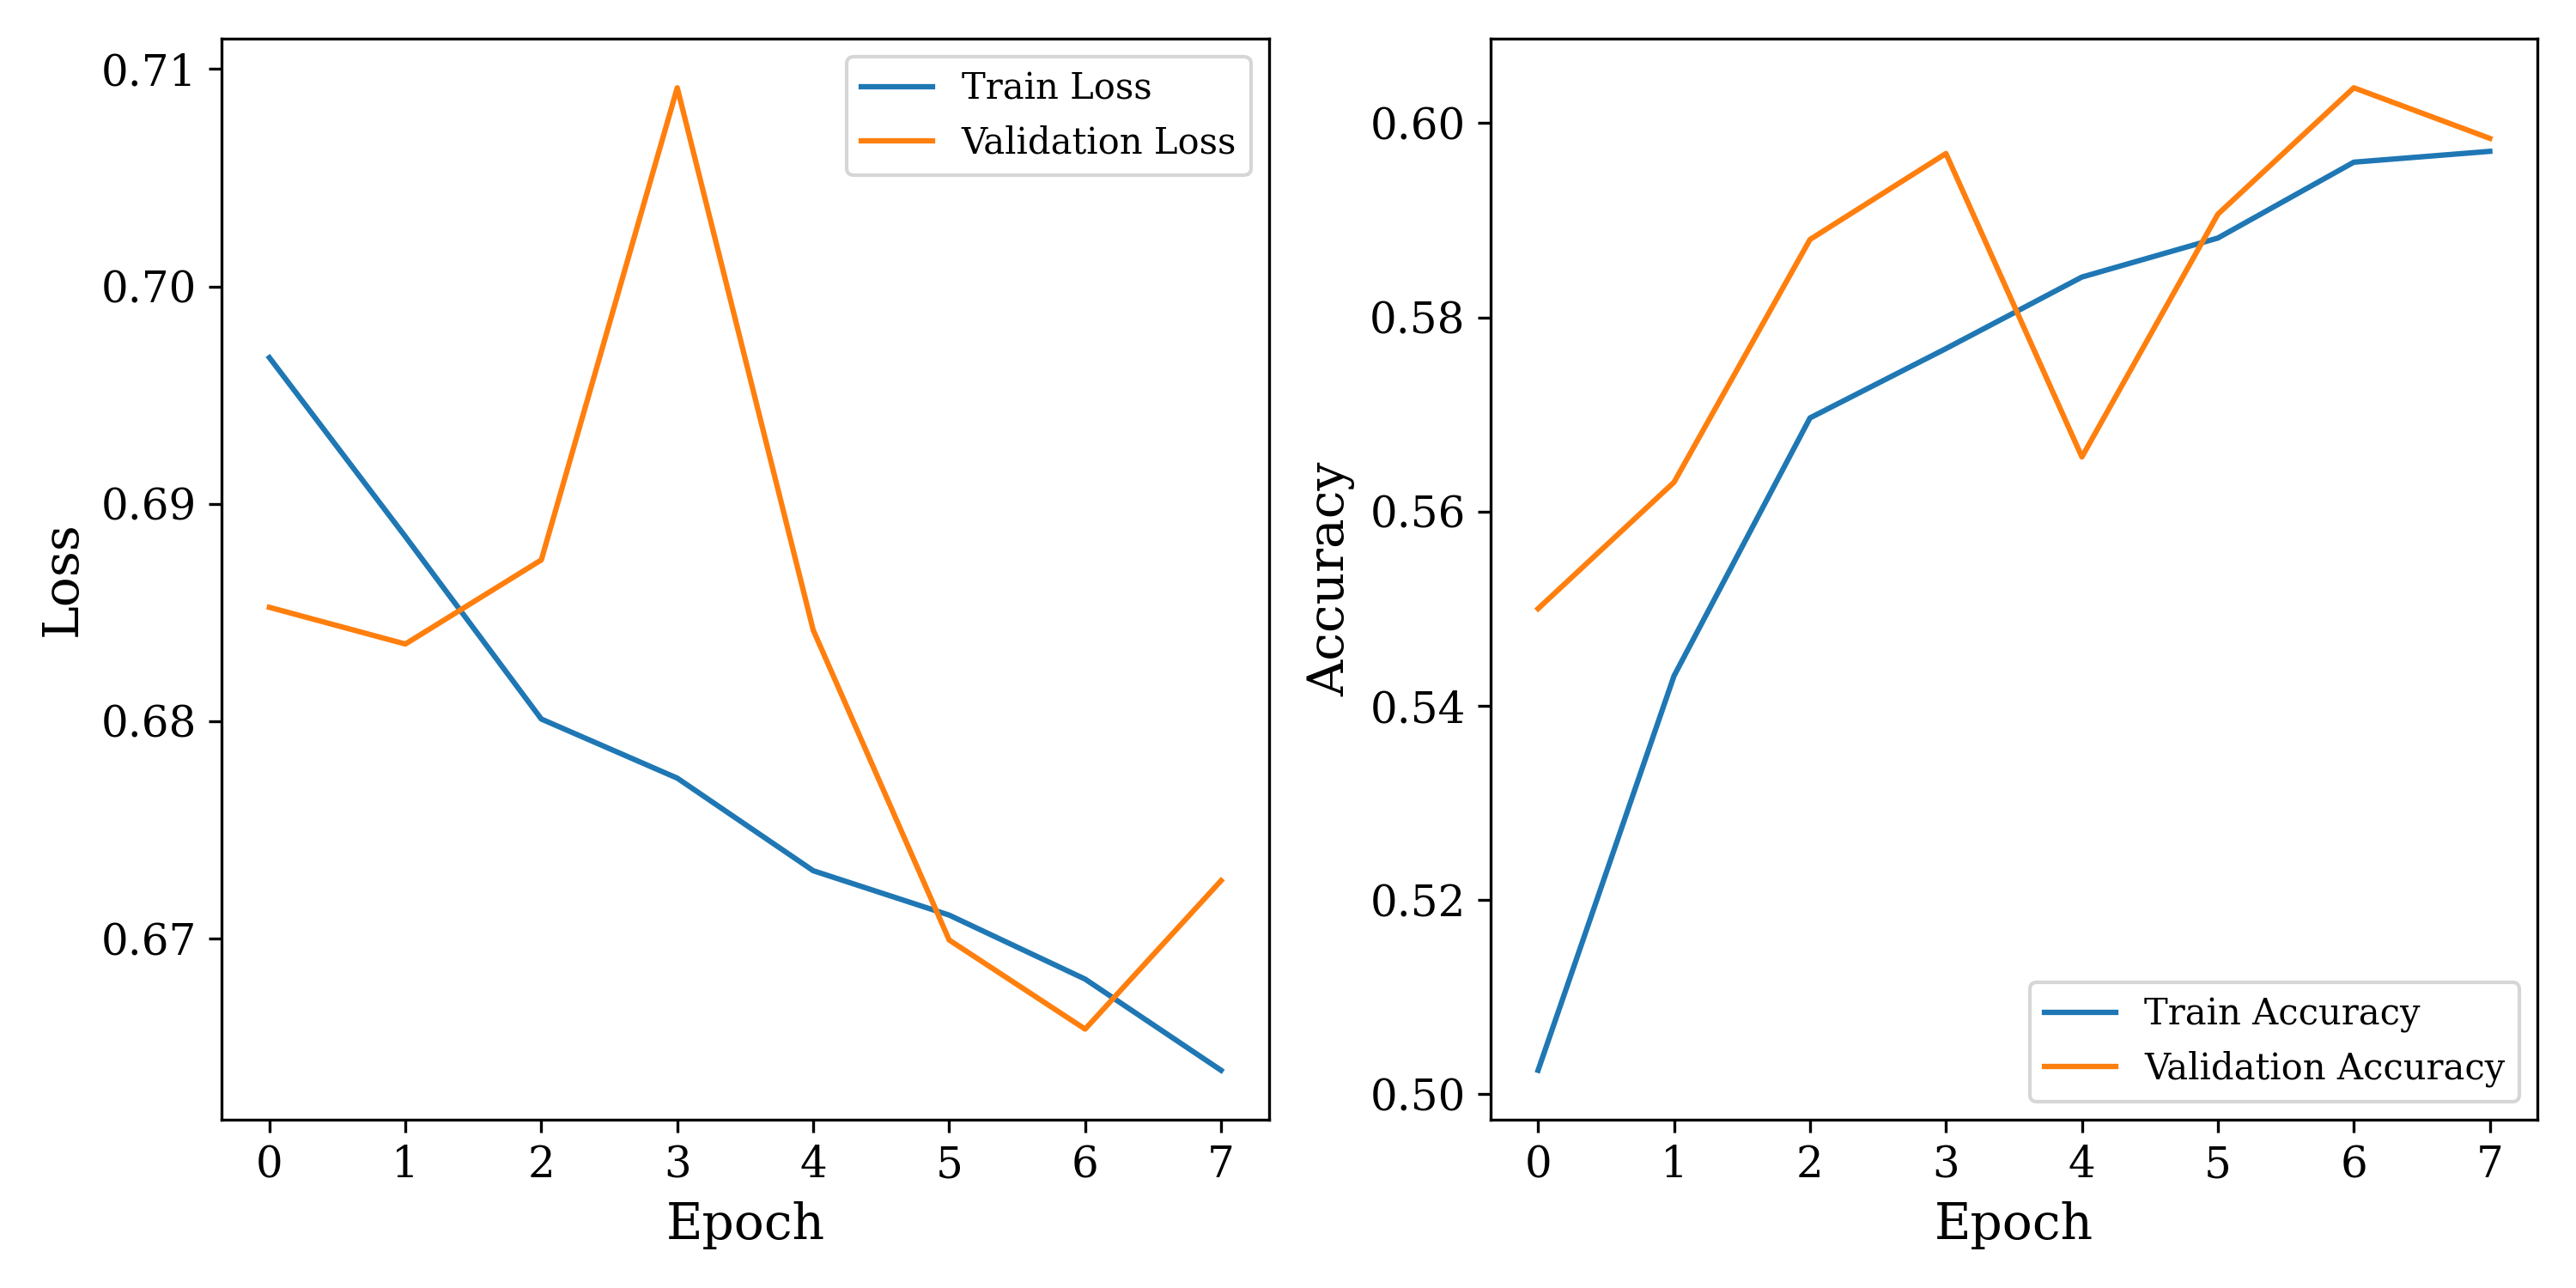 0.71
0.70
0.69
0.68
0.67
Loss
0 1 2 3 4 5 6 7
Epoch
Train Loss
Validation Loss
0.60
0.58
0.56
0.54
0.52
0.50
Accuracy
0 1 2 3 4 5 6 7
Epoch
Train Accuracy
Validation Accuracy